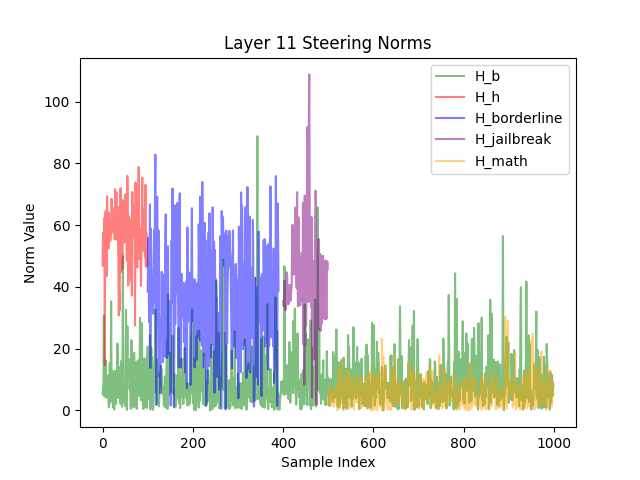 Layer 11 Steering Norms
H_b
H_h
H_borderline
H_jailbreak
H_math
Norm Value
100
80
60
40
20
0
0
200
400
600
800
1000
Sample Index